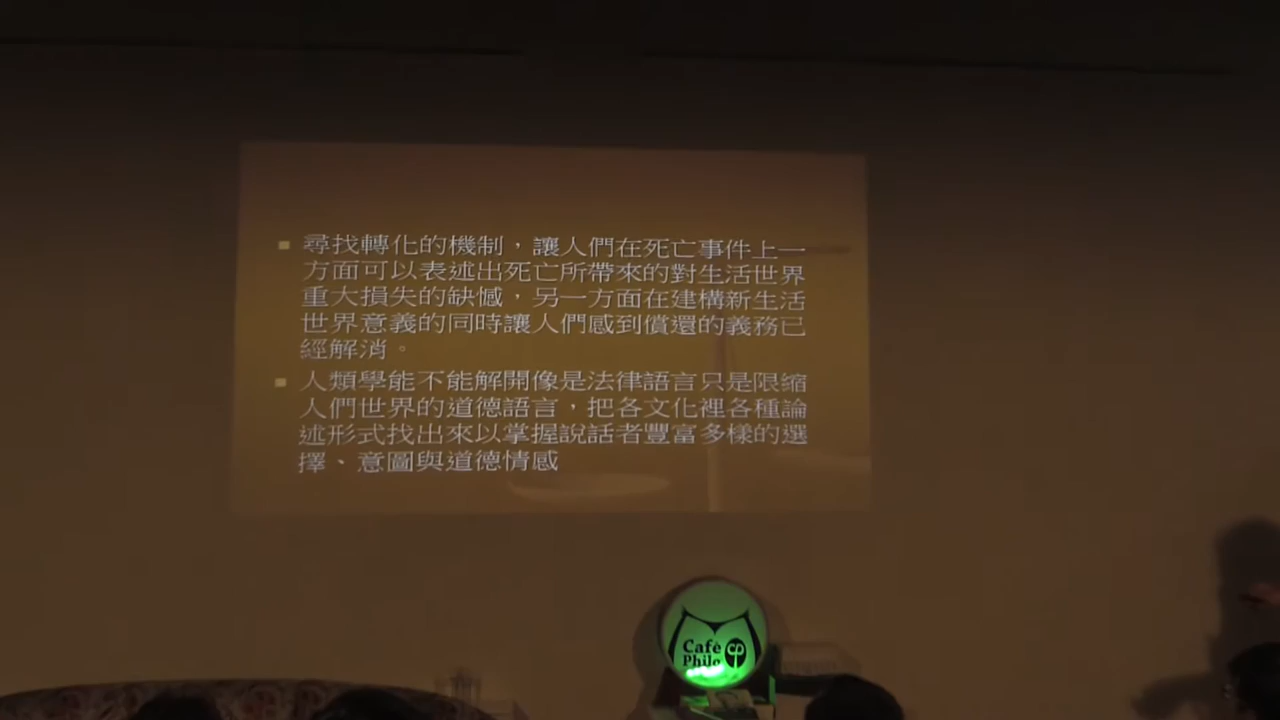 尋找轉化的機制，讓人們在死亡事件上一
方面可以表述出死亡所帶來的對生活世界
重大損失的缺憾，另一方面在建構新生活
世界意義的同時讓人們感到償還的義務已
經解消。
人類學能不能解開像是法律語言只是限縮
人們世界的道德語言，把各文化裡各種論
述形式找出來以掌握說話者豐富多樣的選
擇、意圖與道德情感
Café
Philo